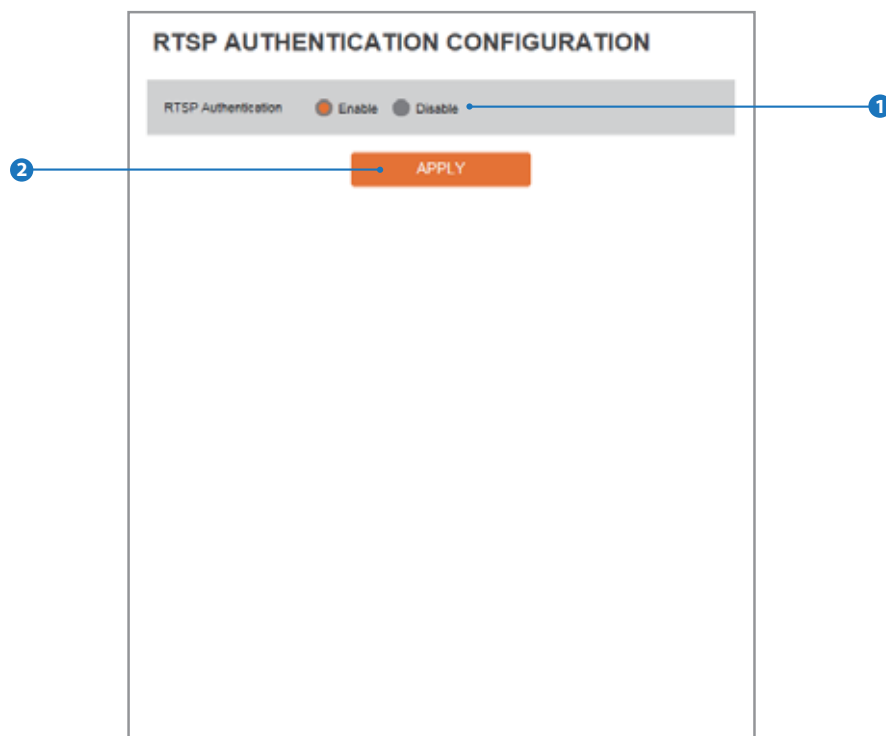 RTSP AUTHENTICATION CONFIGURATION
RTSP Authentication Enable Disable
1
2
APPLY